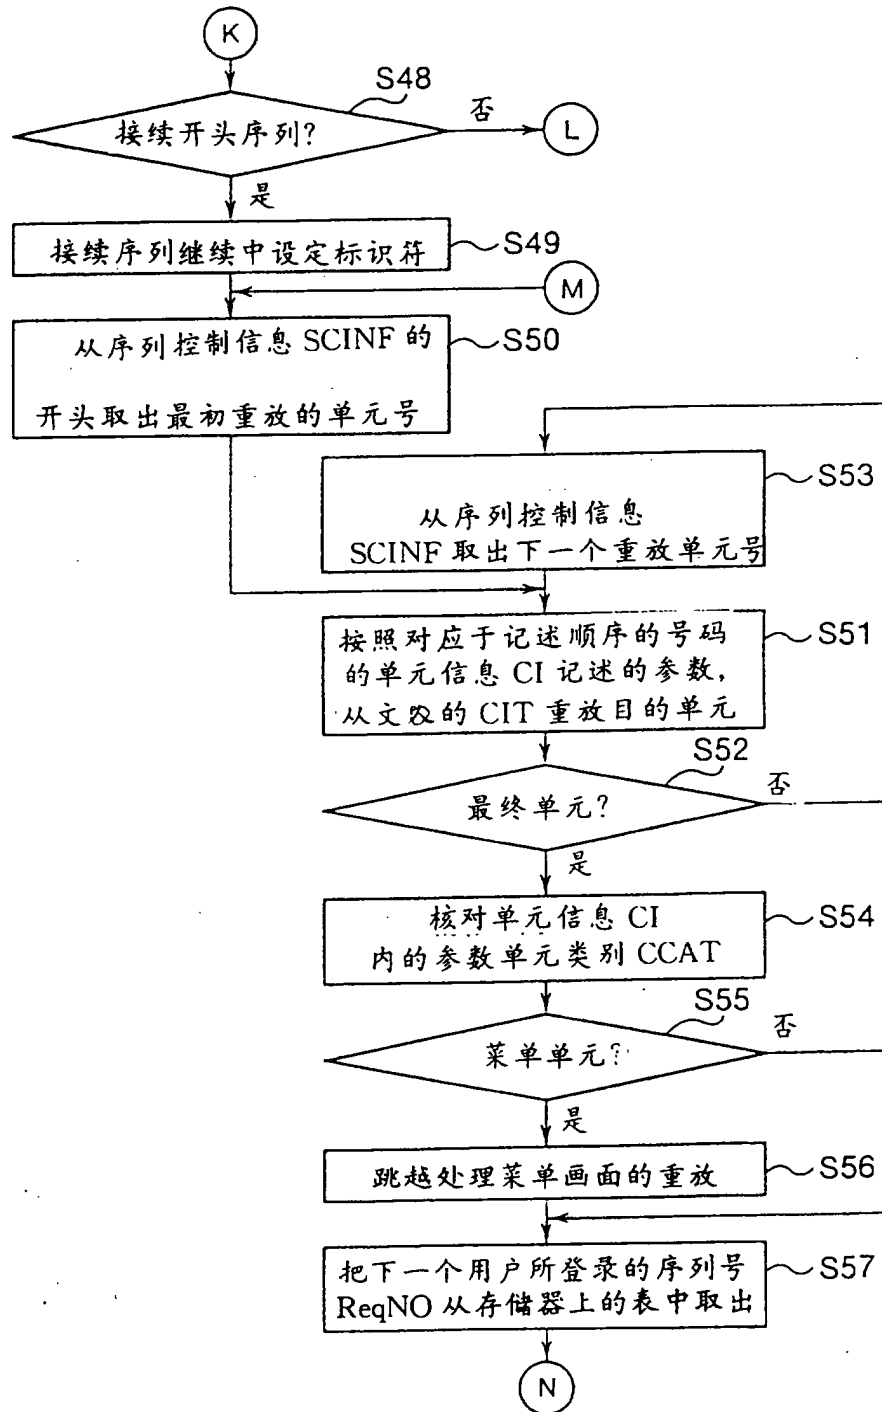 K
S48
接续开头序列?
否
L
是
接续序列继续中设定标识符
S49
M
从序列控制信息 SCINF 的
开头取出最初重放的单元号
S50
S53
从序列控制信息
SCINF 取出下一个重放单元号
按照对应于记述顺序的号码
的单元信息 CI 记述的参数,
从文的 CIT 重放目的单元
S51
S52
最终单元?
否
是
核对单元信息 CI
内的参数单元类别 CCAT
S54
S55
菜单单元?
否
是
跳越处理菜单画面的重放
S56
把下一个用户所登录的序列号
ReqNO 从存储器上的表中取出
S57
N